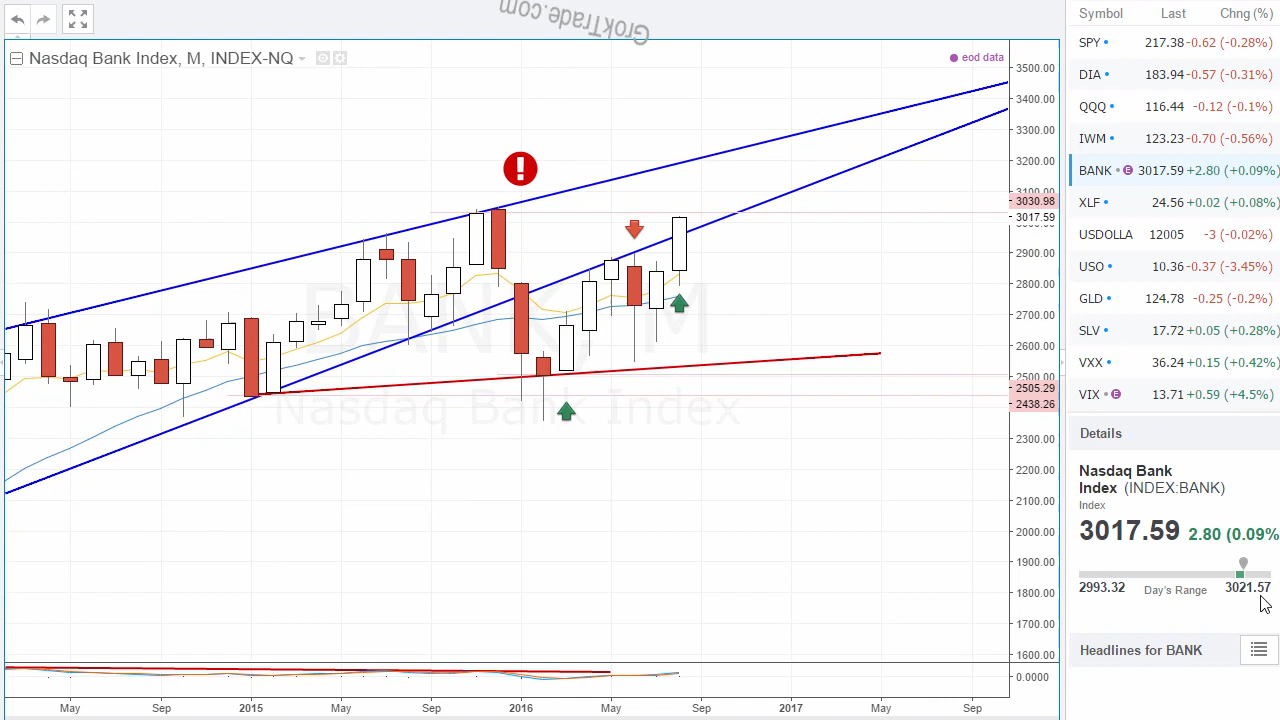 GrokTrade.com
Nasdaq Bank Index, M, INDEX-NQ
eod data
BANK, M
Nasdaq Bank Index
!
3500.00
3400.00
3300.00
3200.00
3100.00
3030.98
3017.59
3000.00
2900.00
2800.00
2700.00
2600.00
2500.00
2505.29
2438.26
2300.00
2200.00
2100.00
2000.00
1900.00
1800.00
1700.00
1600.00
0.0000
May Sep 2015 May Sep 2016 May Sep 2017 May Sep
Symbol Last Chng (%)
SPY 217.38 -0.62 (-0.28%)
DIA 183.94 -0.57 (-0.31%)
QQQ 116.44 -0.12 (-0.1%)
IWM 123.23 -0.70 (-0.56%)
BANK E 3017.59 +2.80 (+0.09%)
XLF 24.56 +0.02 (+0.08%)
USDOLLA 12005 -3 (-0.02%)
USO 10.36 -0.37 (-3.45%)
GLD 124.78 -0.25 (-0.2%)
SLV 17.72 +0.05 (+0.28%)
VXX 36.24 +0.15 (+0.42%)
VIX E 13.71 +0.59 (+4.5%)
Details
Nasdaq Bank
Index (INDEX:BANK)
Index
3017.59 2.80 (0.09%
2993.32 Day's Range 3021.57
Headlines for BANK